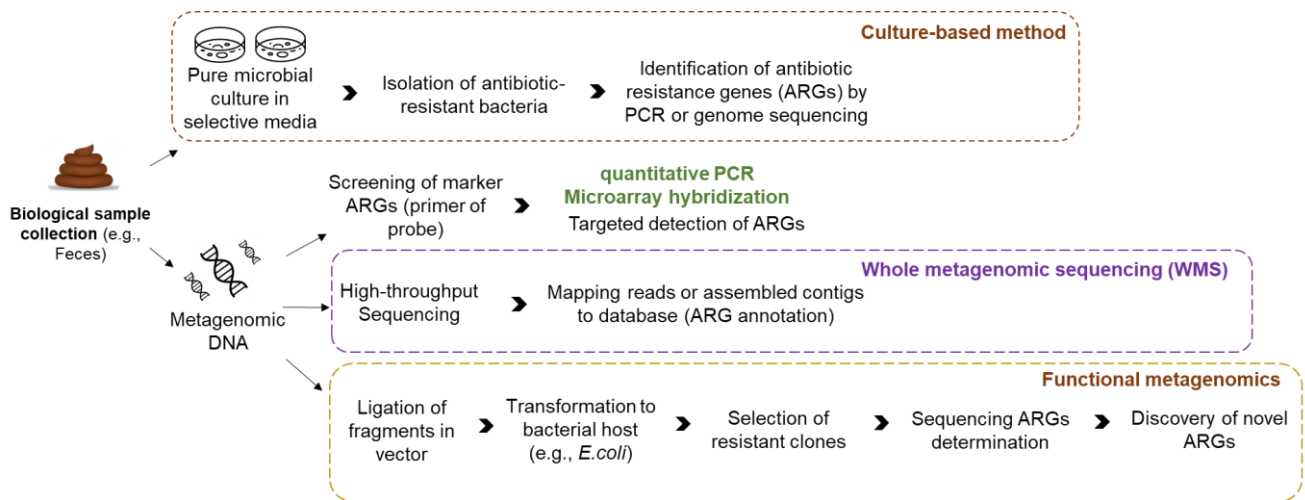 Culture-based method
Pure microbial
culture in
selective media
Isolation of antibiotic-
resistant bacteria
Identification of antibiotic
resistance genes (ARGs) by
PCR or genome sequencing
Biological sample
collection (e.g.,
Feces)
Metagenomic
DNA
Screening of marker
ARGs (primer of
probe)
quantitative PCR
Microarray hybridization
Targeted detection of ARGs
Whole metagenomic sequencing (WMS)
High-throughput
Sequencing
Mapping reads or assembled contigs
to database (ARG annotation)
Functional metagenomics
Ligation of
fragments in
vector
Transformation to
bacterial host
(e.g., E.coli)
Selection of
resistant clones
Sequencing ARGs
determination
Discovery of novel
ARGs